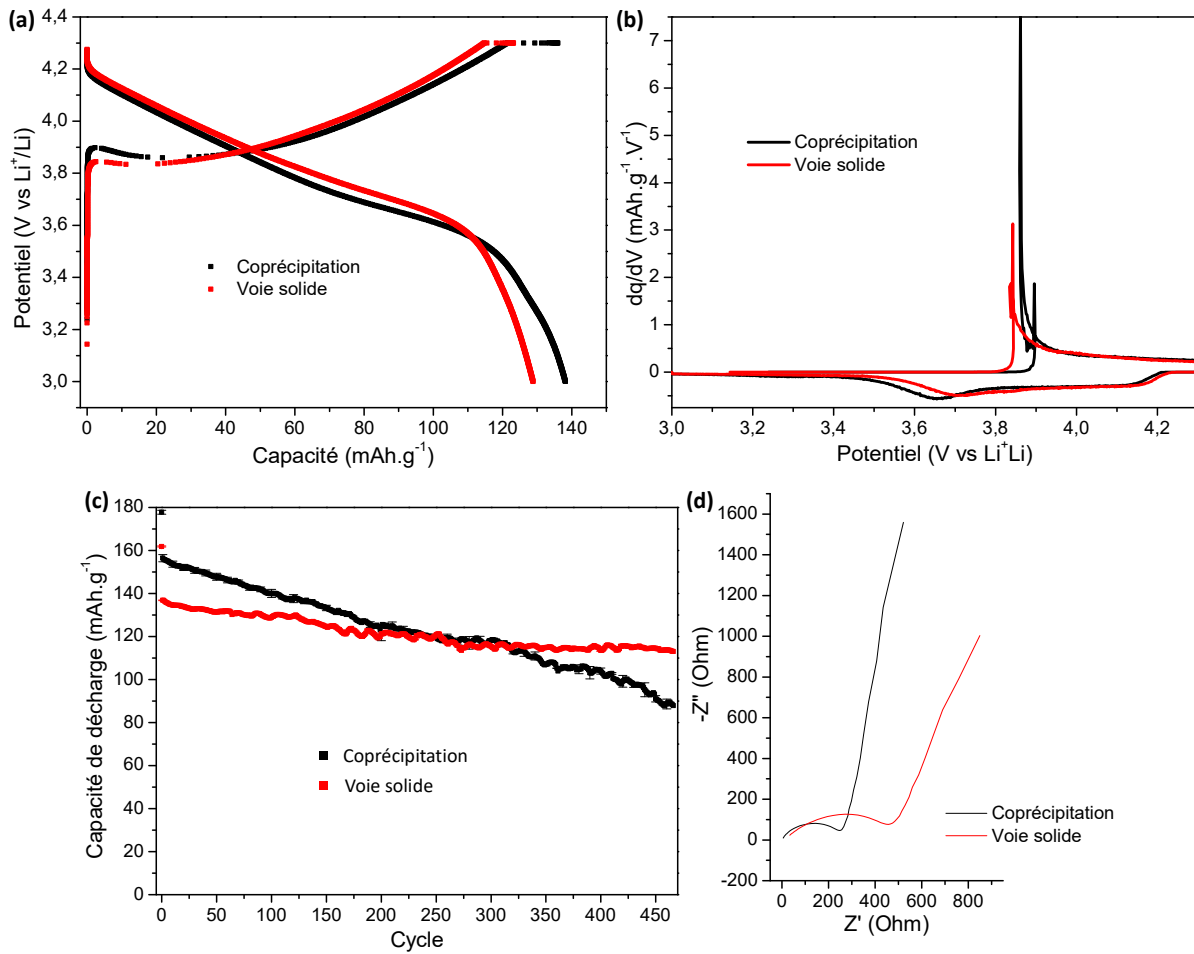 (a)
4,4
4,2
4,0
3,8
3,6
3,4
3,2
3,0
Potentiel (V vs Li⁺/Li)
Coprécipitation
Voie solide
0 20 40 60 80 100 120 140
Capacité (mAh.g⁻¹)
(b)
7
6
5
4
3
2
1
0
dq/dV (mAh.g⁻¹.V⁻¹)
Coprécipitation
Voie solide
3,0 3,2 3,4 3,6 3,8 4,0 4,2
Potentiel (V vs Li⁺Li)
(c)
180
160
140
120
100
80
60
40
20
0
Capacité de décharge (mAh.g⁻¹)
Coprécipitation
Voie solide
0 50 100 150 200 250 300 350 400 450
Cycle
(d)
1600
1400
1200
1000
800
600
400
200
0
-200
-Z'' (Ohm)
Coprécipitation
Voie solide
0 200 400 600 800
Z' (Ohm)